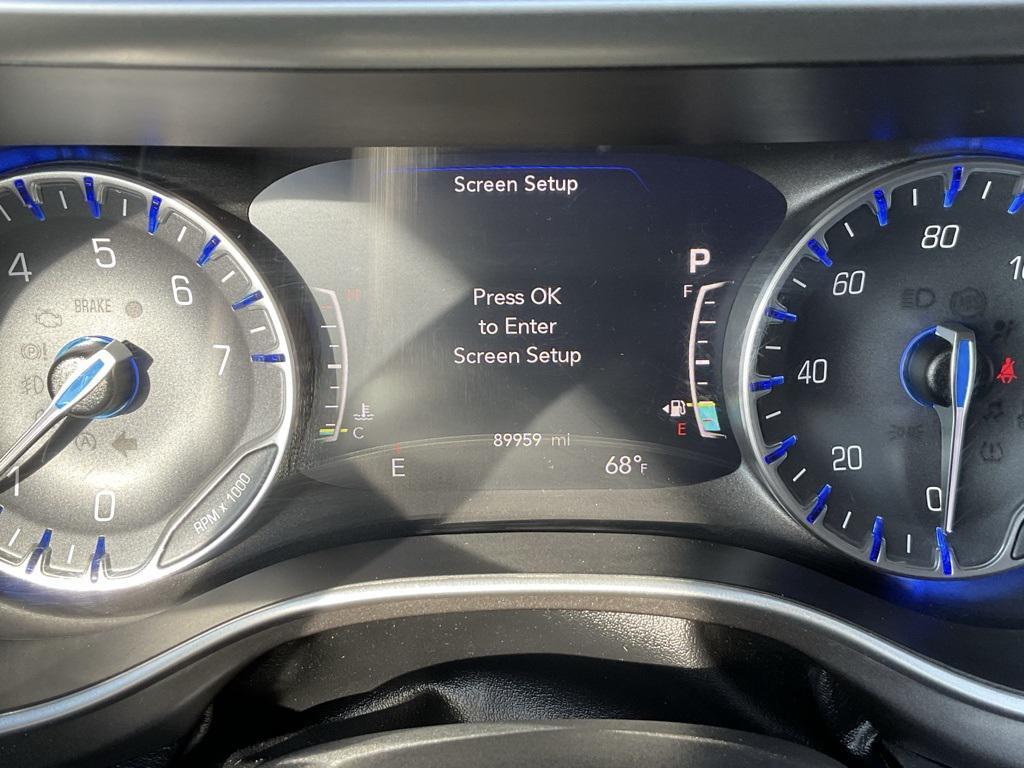 Screen Setup
P
Press OK
to Enter
Screen Setup
H
C
F
E
89959 mi
E
68°F
BRAKE
4
5
6
7
1
0
RPM x 1000
80
60
40
20
0